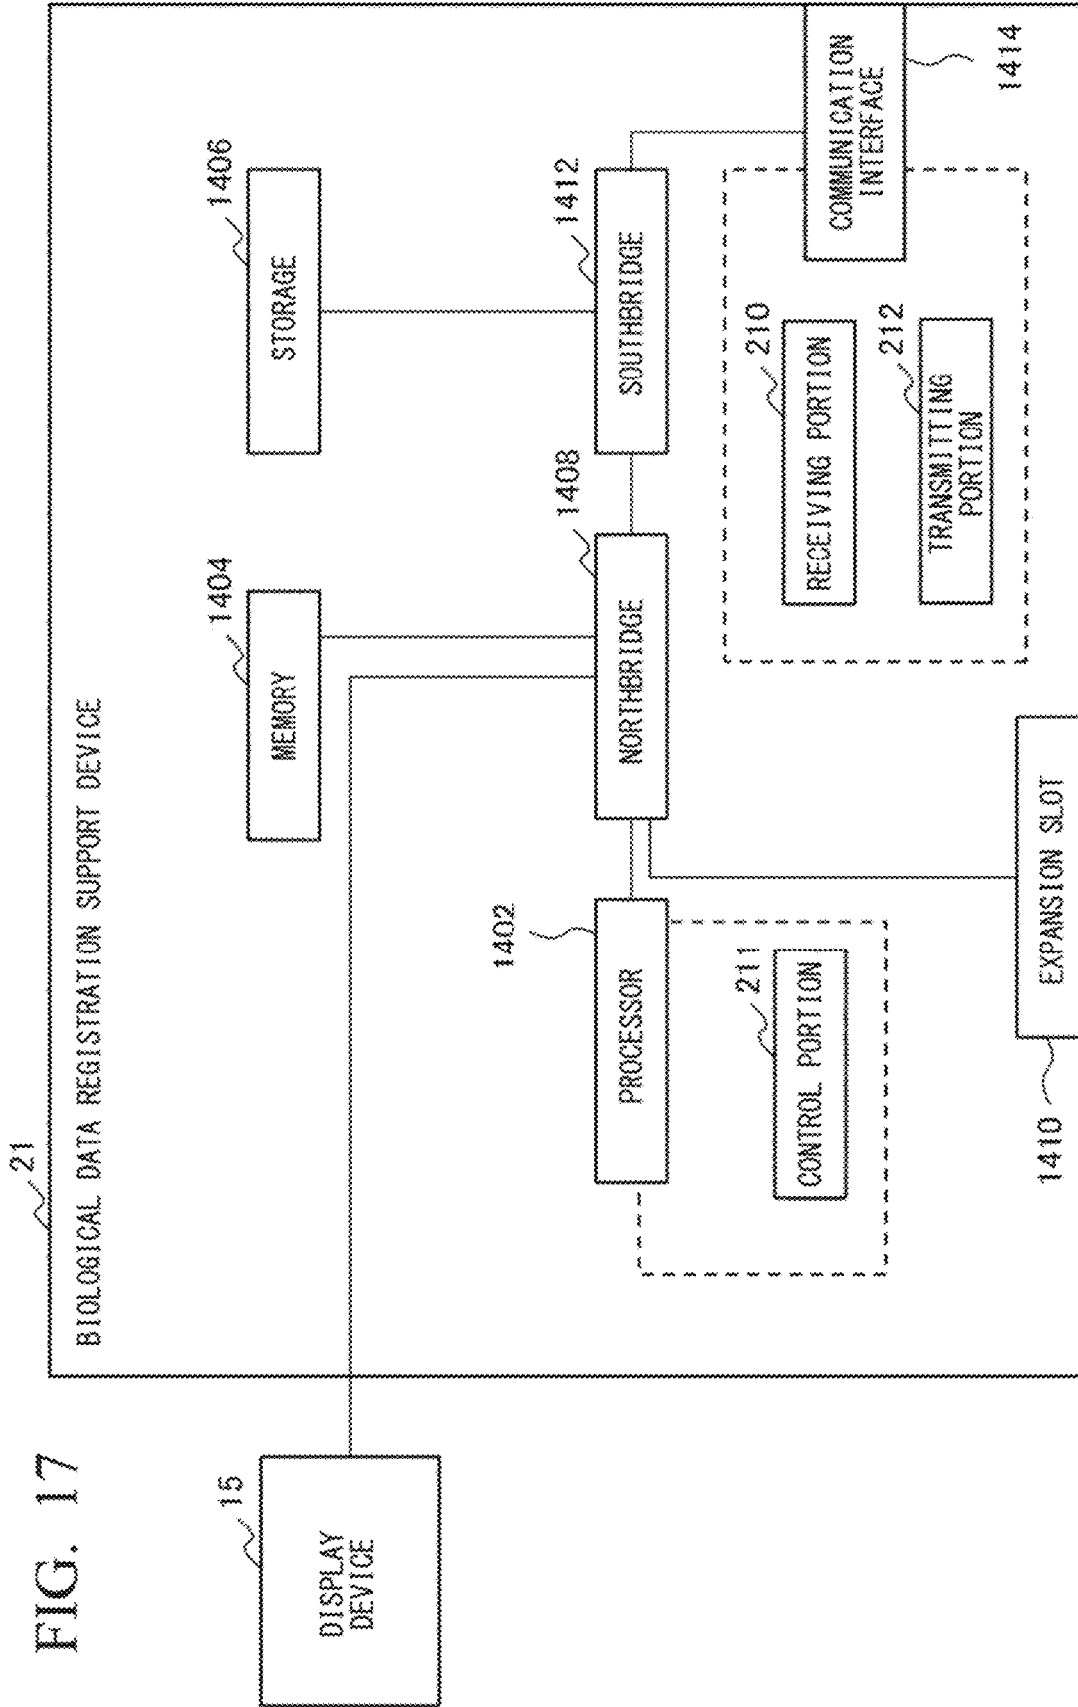 FIG. 17
21
BIOLOGICAL DATA REGISTRATION SUPPORT DEVICE
15
DISPLAY
DEVICE
1404
MEMORY
1406
STORAGE
1402
PROCESSOR
1408
NORTHBRIDGE
1412
SOUTHBRIDGE
211
CONTROL PORTION
210
RECEIVING PORTION
212
TRANSMITTING
PORTION
COMMUNICATION
INTERFACE
1414
EXPANSION SLOT
1410